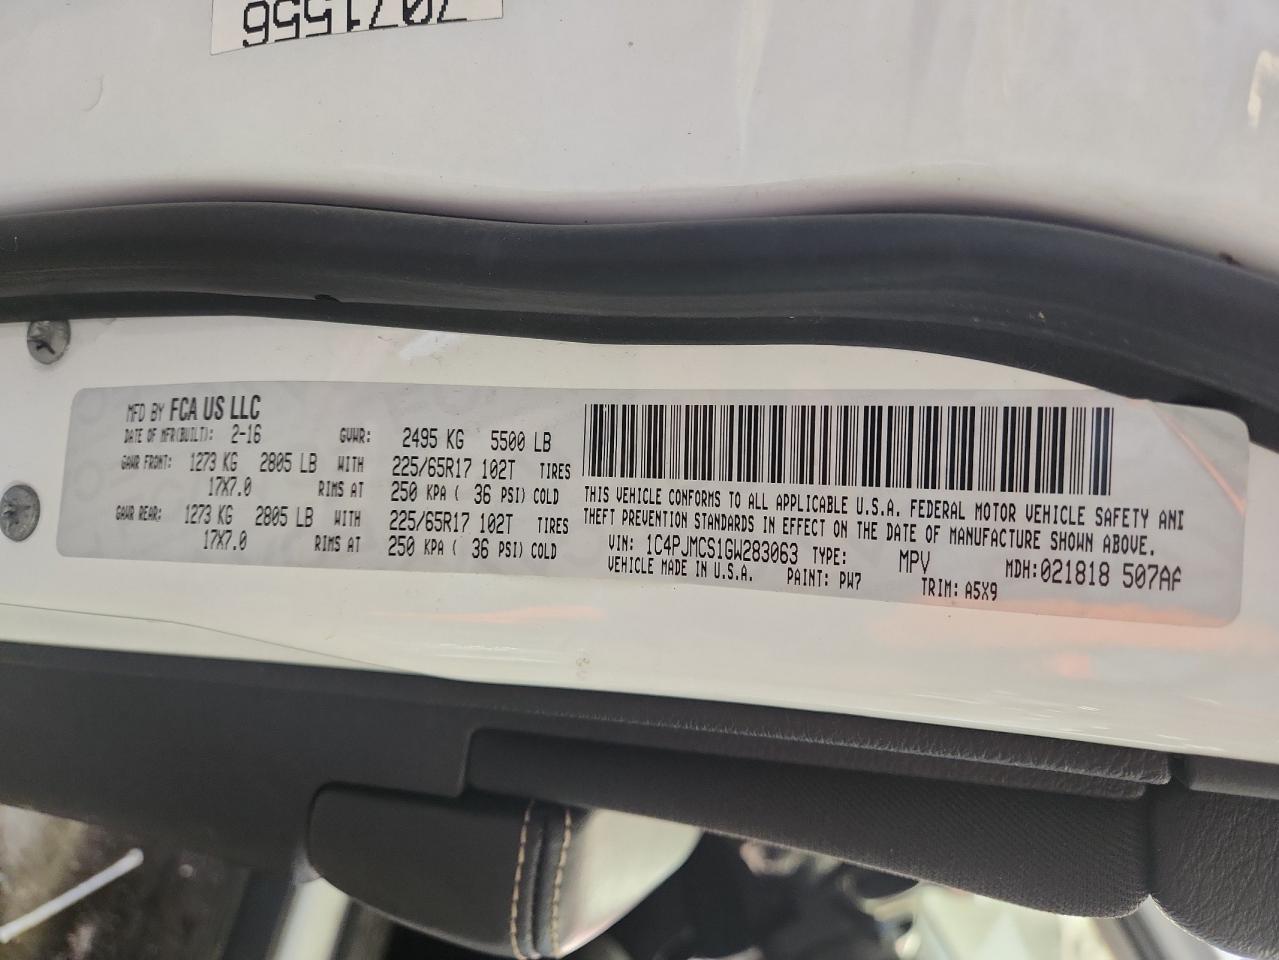 7071556
MFD BY FCA US LLC
DATE OF MFR(BUILT): 2-16 GVWR: 2495 KG 5500 LB
GAWR FRONT: 1273 KG 2805 LB WITH 225/65R17 102T TIRES
17X7.0 RIMS AT 250 KPA ( 36 PSI) COLD
GAWR REAR: 1273 KG 2805 LB WITH 225/65R17 102T TIRES
17X7.0 RIMS AT 250 KPA ( 36 PSI) COLD
THIS VEHICLE CONFORMS TO ALL APPLICABLE U.S.A. FEDERAL MOTOR VEHICLE SAFETY AND
THEFT PREVENTION STANDARDS IN EFFECT ON THE DATE OF MANUFACTURE SHOWN ABOVE.
VIN: 1C4PJMCS1GW283063 TYPE: MPV MDH:021818 507AF
VEHICLE MADE IN U.S.A. PAINT: PW7 TRIM: A5X9